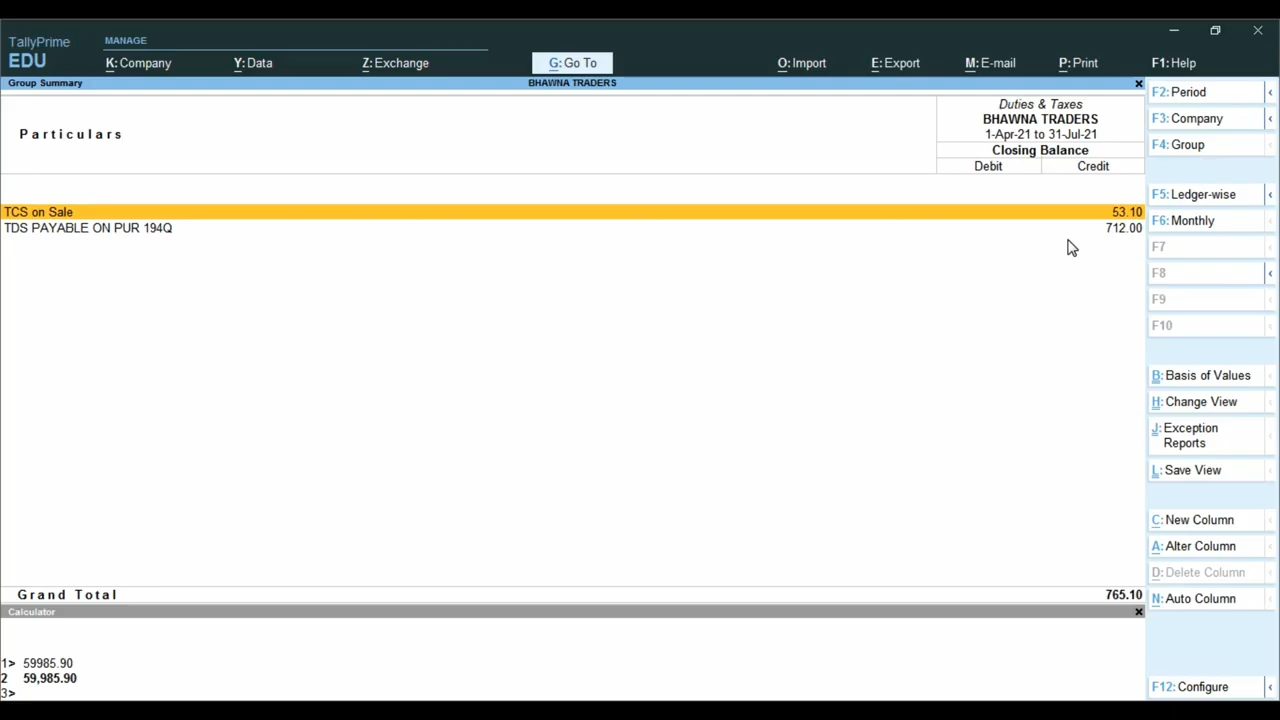 TallyPrime
EDU
MANAGE
K: Company
Y: Data
Z: Exchange
G: Go To
O: Import
E: Export
M: E-mail
P: Print
F1: Help
Group Summary
BHAWNA TRADERS
Particulars
Duties & Taxes
BHAWNA TRADERS
1-Apr-21 to 31-Jul-21
Closing Balance
Debit Credit
TCS on Sale 53.10
TDS PAYABLE ON PUR 194Q 712.00
Grand Total 765.10
Calculator
1> 59985.90
2 59,985.90
3>
F2: Period
F3: Company
F4: Group
F5: Ledger-wise
F6: Monthly
F7
F8
F9
F10
B: Basis of Values
H: Change View
J: Exception
Reports
L: Save View
C: New Column
A: Alter Column
D: Delete Column
N: Auto Column
F12: Configure